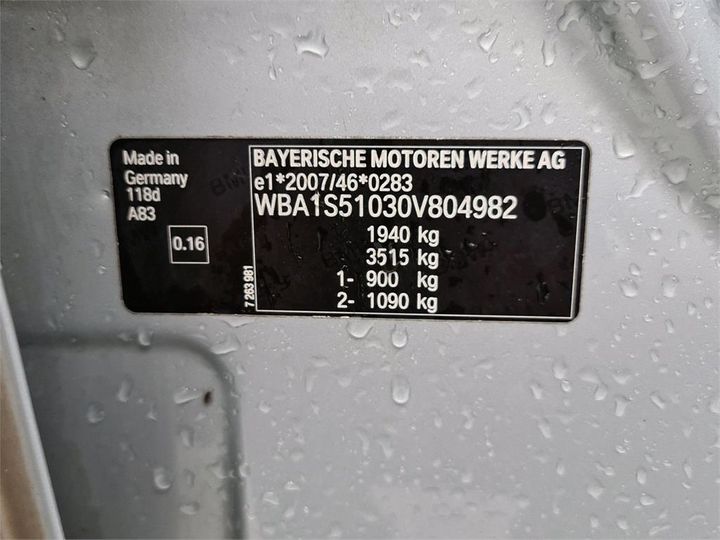 Made in
Germany
118d
A83
0.16
7 263 981
BAYERISCHE MOTOREN WERKE AG
e1*2007/46*0283
WBA1S51030V804982
1940 kg
3515 kg
1- 900 kg
2- 1090 kg